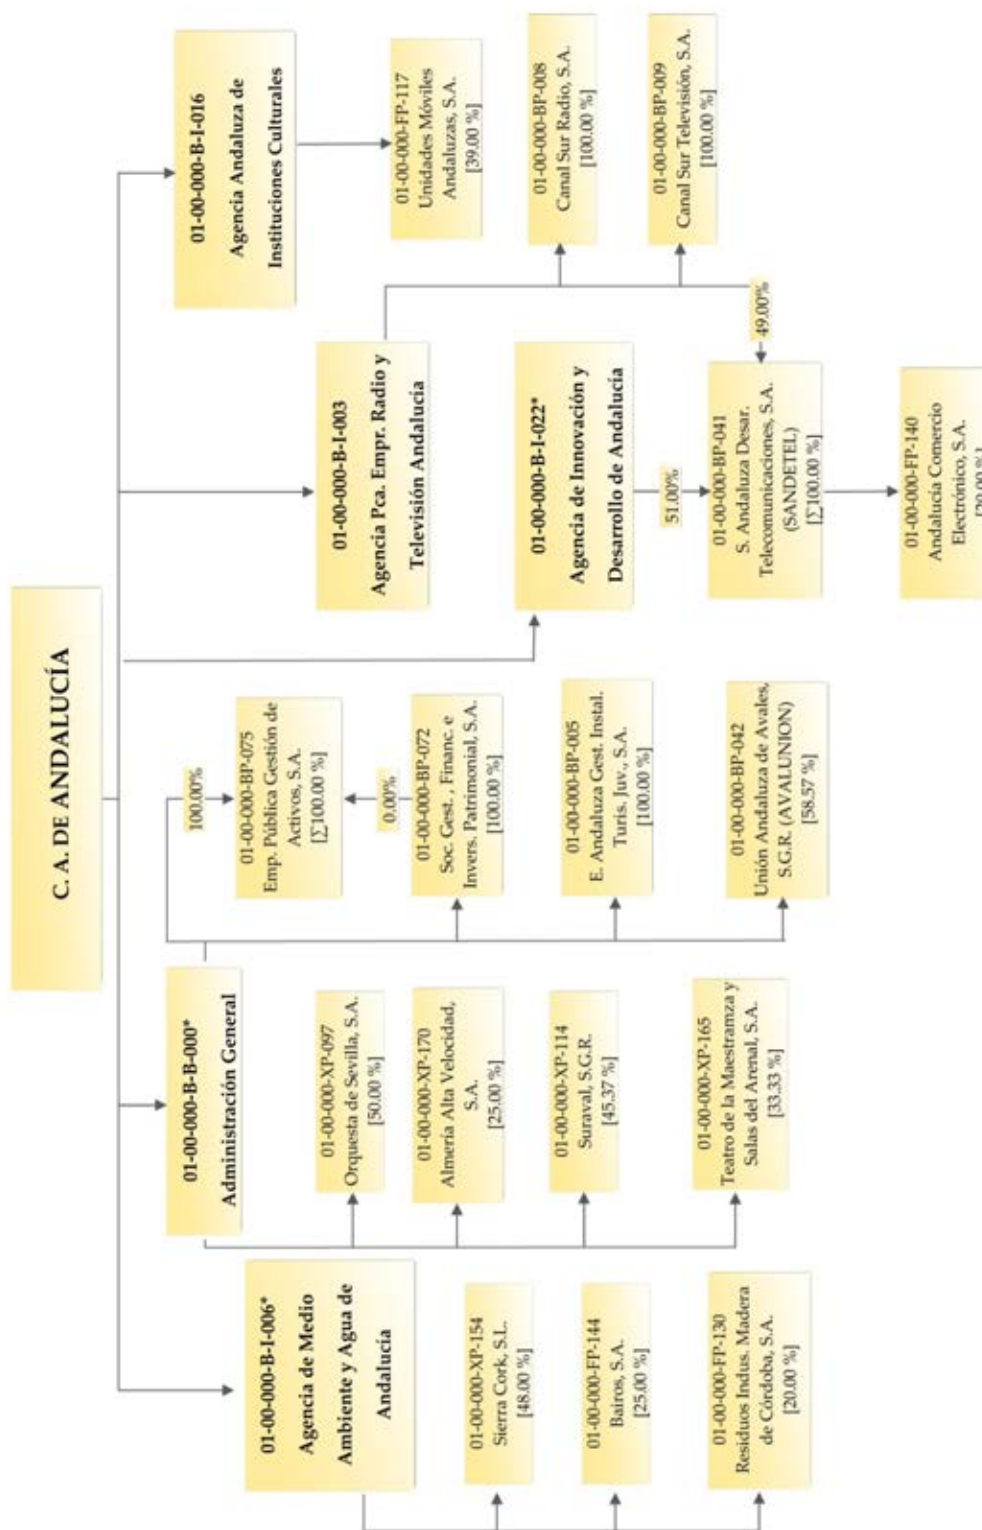 C. A. DE ANDALUCÍA
01-00-000-B-I-006*
Agencia de Medio
Ambiente y Agua de
Andalucía
01-00-000-XP-154
Sierra Cork, S.L.
[48.00 %]
01-00-000-FP-144
Bairos, S.A.
[25.00 %]
01-00-000-FP-130
Residuos Indus. Madera
de Córdoba, S.A.
[20.00 %]
01-00-000-B-B-000*
Administración General
01-00-000-XP-097
Orquesta de Sevilla, S.A.
[50.00 %]
01-00-000-XP-170
Almería Alta Velocidad,
S.A.
[25.00 %]
01-00-000-XP-114
Suraval, S.G.R.
[45.37 %]
01-00-000-XP-165
Teatro de la Maestramza y
Salas del Arenal, S.A.
[33.33 %]
100.00%
01-00-000-BP-075
Emp. Pública Gestión de
Activos, S.A.
[∑100.00 %]
0.00%
01-00-000-BP-072
Soc. Gest. , Financ. e
Invers. Patrimonial, S.A.
[100.00 %]
01-00-000-BP-005
E. Andaluza Gest. Instal.
Turis. Juv., S.A.
[100.00 %]
01-00-000-BP-042
Unión Andaluza de Avales,
S.G.R. (AVALUNION)
[58.57 %]
01-00-000-B-I-003
Agencia Pca. Empr. Radio y
Televisión Andalucía
01-00-000-B-I-022*
Agencia de Innovación y
Desarrollo de Andalucía
51.00%
01-00-000-BP-041
S. Andaluza Desar.
Telecomunicaciones, S.A.
(SANDETEL)
[∑100.00 %]
49.00%
01-00-000-FP-140
Andalucía Comercio
Electrónico, S.A.
01-00-000-B-I-016
Agencia Andaluza de
Instituciones Culturales
01-00-000-FP-117
Unidades Móviles
Andaluzas, S.A.
[39.00 %]
01-00-000-BP-008
Canal Sur Radio, S.A.
[100.00 %]
01-00-000-BP-009
Canal Sur Televisión, S.A.
[100.00 %]